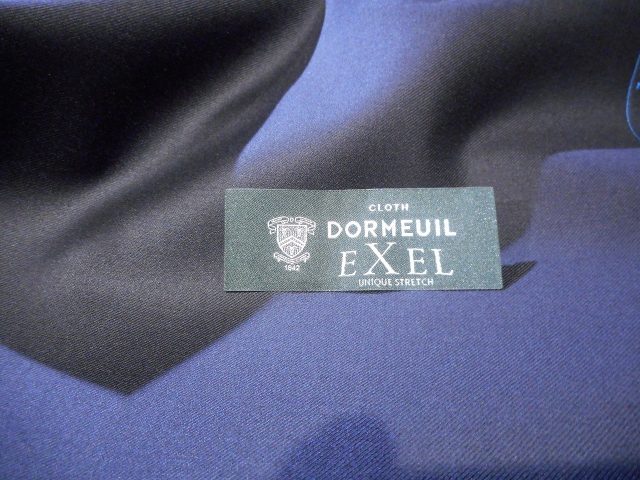 CLOTH
DORMEUIL
EXEL
UNIQUE STRETCH
1842